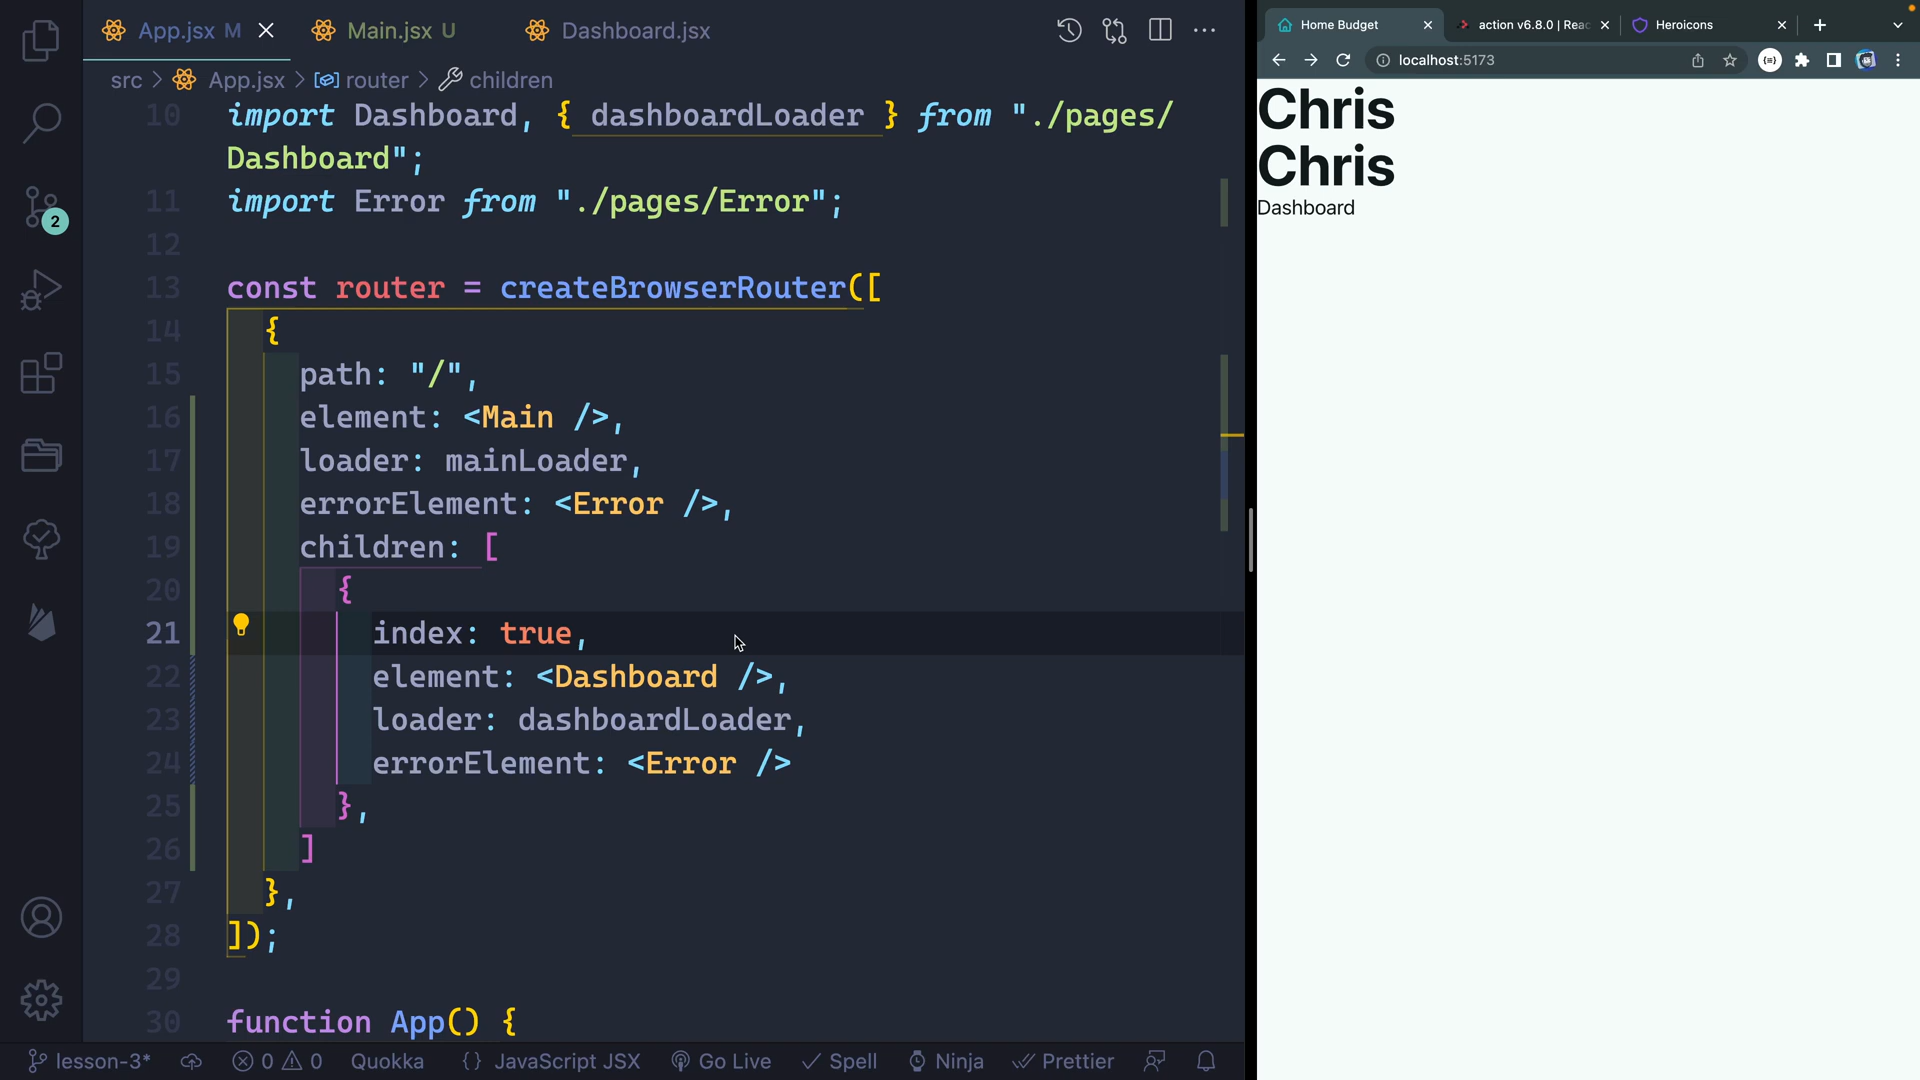 App.jsx M
Main.jsx U
Dashboard.jsx
src > App.jsx > router > children
10 import Dashboard, { dashboardLoader } from "./pages/
Dashboard";
11 import Error from "./pages/Error";
12
13 const router = createBrowserRouter([
14 {
15 path: "/",
16 element: <Main />,
17 loader: mainLoader,
18 errorElement: <Error />,
19 children: [
20 {
21 index: true,
22 element: <Dashboard />,
23 loader: dashboardLoader,
24 errorElement: <Error />
25 },
26 ]
27 },
28 ]);
29
30 function App() {
2
lesson-3* 0 0 Quokka {} JavaScript JSX Go Live Spell Ninja Prettier
Home Budget
action v6.8.0 | Reac
Heroicons
localhost:5173
Chris
Chris
Dashboard